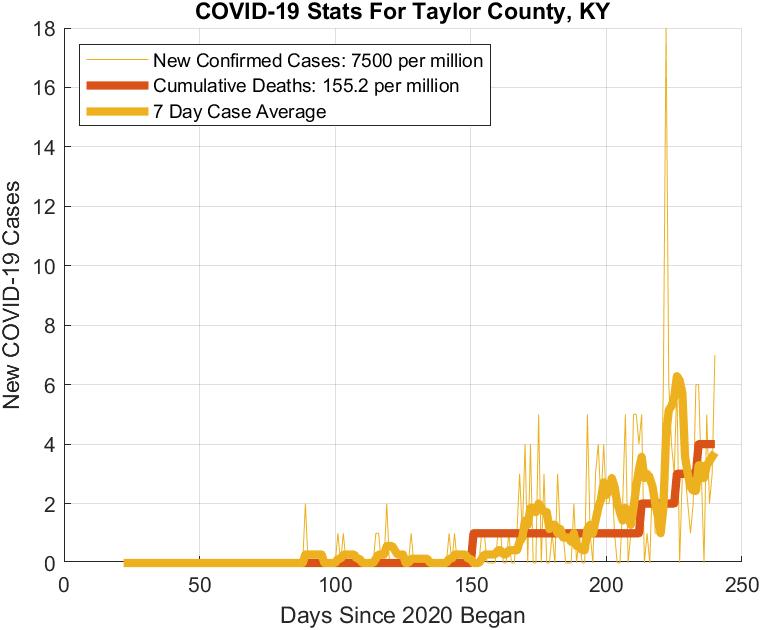 COVID-19 Stats For Taylor County, KY
New Confirmed Cases: 7500 per million
Cumulative Deaths: 155.2 per million
7 Day Case Average
New COVID-19 Cases
18
16
14
12
10
8
6
4
2
0
0 50 100 150 200 250
Days Since 2020 Began